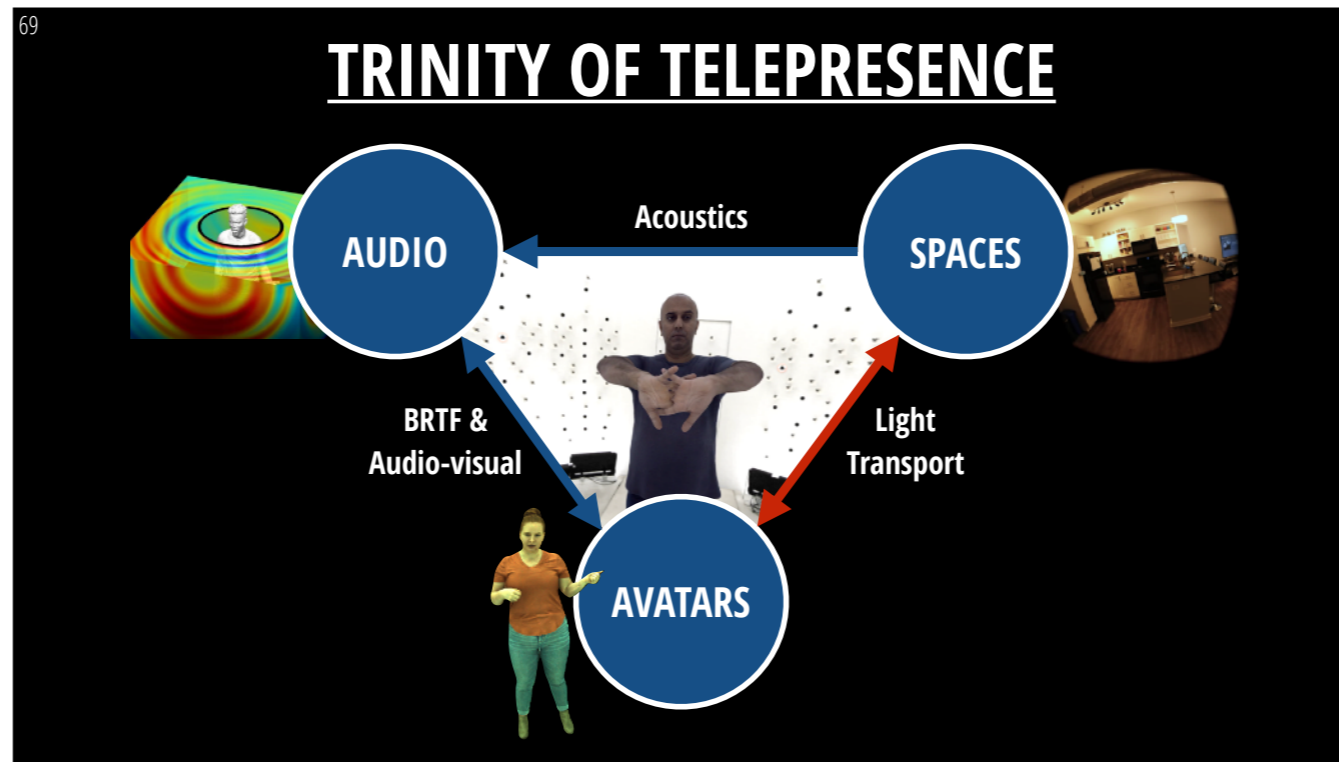 69
TRINITY OF TELEPRESENCE
AUDIO
Acoustics
SPACES
BRTF &
Audio-visual
Light
Transport
AVATARS